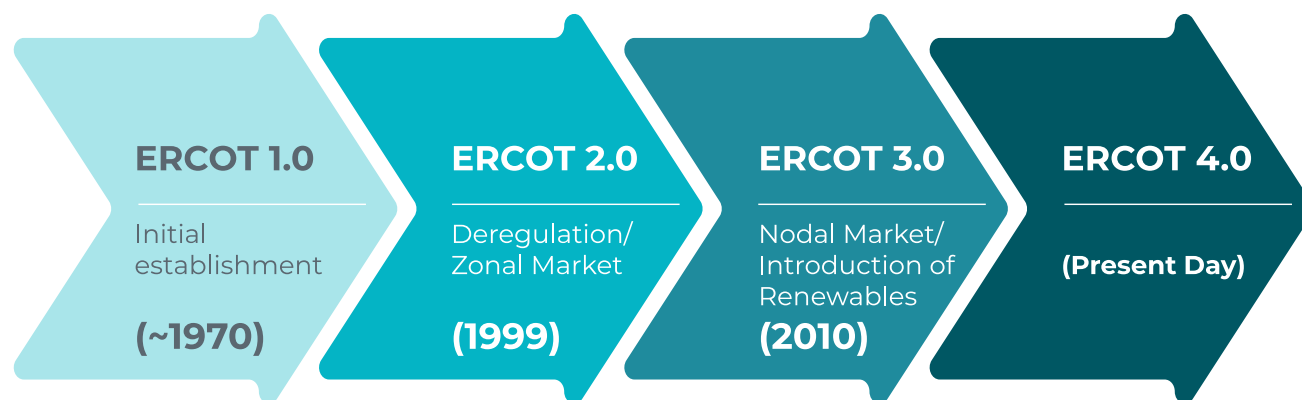 ERCOT 1.0
Initial
establishment
(~1970)
ERCOT 2.0
Deregulation/
Zonal Market
(1999)
ERCOT 3.0
Nodal Market/
Introduction of
Renewables
(2010)
ERCOT 4.0
(Present Day)